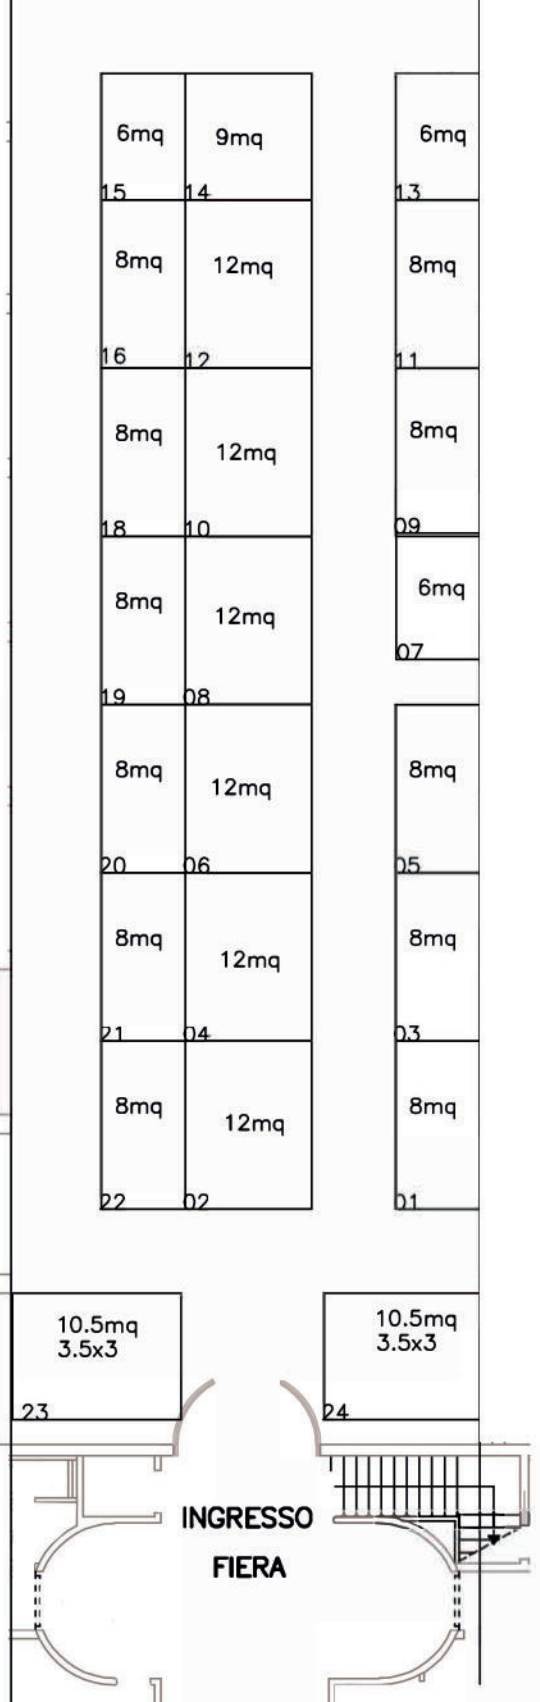 6mq
9mq
6mq
15
14
13
8mq
12mq
8mq
16
12
11
8mq
12mq
8mq
18
10
09
8mq
12mq
6mq
07
19
08
8mq
12mq
8mq
20
06
05
8mq
12mq
8mq
21
04
03
8mq
12mq
8mq
22
02
01
10.5mq
3.5x3
23
10.5mq
3.5x3
24
INGRESSO
FIERA